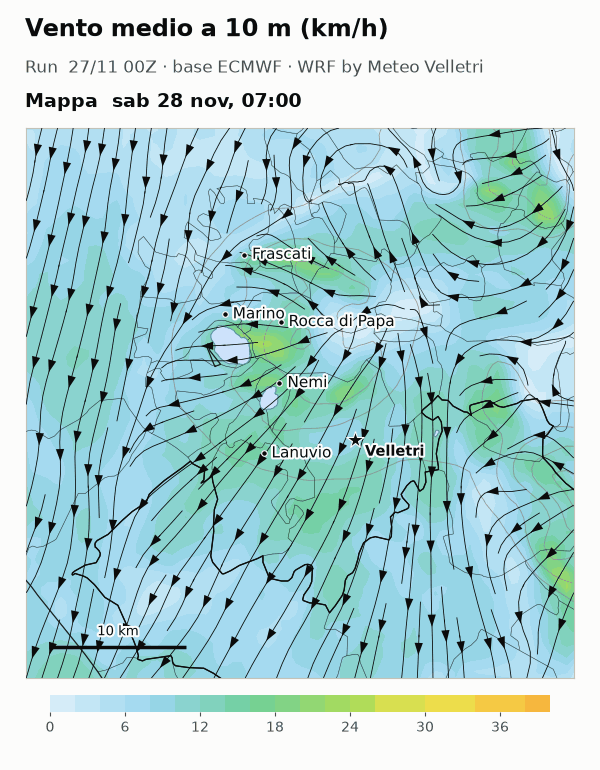 Vento medio a 10 m (km/h)
Run  27/11 00Z · base ECMWF · WRF by Meteo Velletri
Mappa  sab 28 nov, 07:00
Frascati
Marino
Rocca di Papa
Nemi
Velletri
Lanuvio
10 km
0 6 12 18 24 30 36